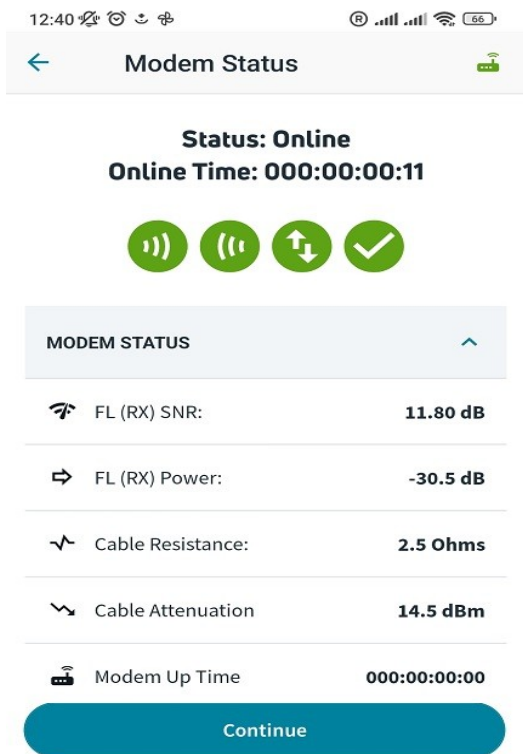 12:40 ® 66
Modem Status
Status: Online
Online Time: 000:00:00:11
MODEM STATUS
FL (RX) SNR: 11.80 dB
FL (RX) Power: -30.5 dB
Cable Resistance: 2.5 Ohms
Cable Attenuation 14.5 dBm
Modem Up Time 000:00:00:00
Continue